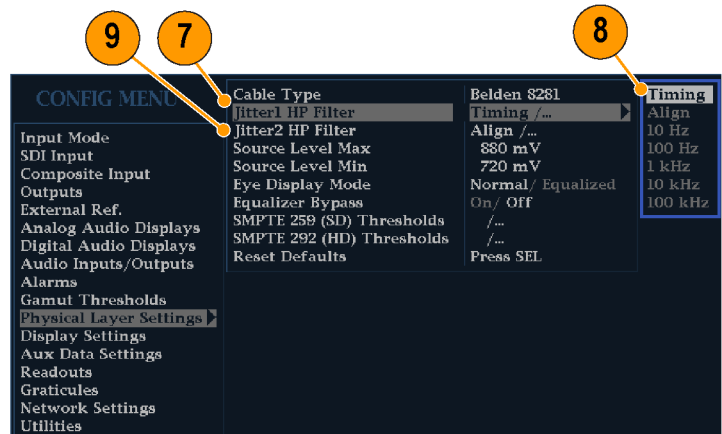 9 7 8
CONFIG MENU
Input Mode
SDI Input
Composite Input
Outputs
External Ref.
Analog Audio Displays
Digital Audio Displays
Audio Inputs/Outputs
Alarms
Gamut Thresholds
Physical Layer Settings
Display Settings
Aux Data Settings
Readouts
Graticules
Network Settings
Utilities
Cable Type Belden 8281
Jitter1 HP Filter Timing /...
Jitter2 HP Filter Align /...
Source Level Max 880 mV
Source Level Min 720 mV
Eye Display Mode Normal/ Equalized
Equalizer Bypass On/ Off
SMPTE 259 (SD) Thresholds /...
SMPTE 292 (HD) Thresholds /...
Reset Defaults Press SEL
Timing
Align
10 Hz
100 Hz
1 kHz
10 kHz
100 kHz